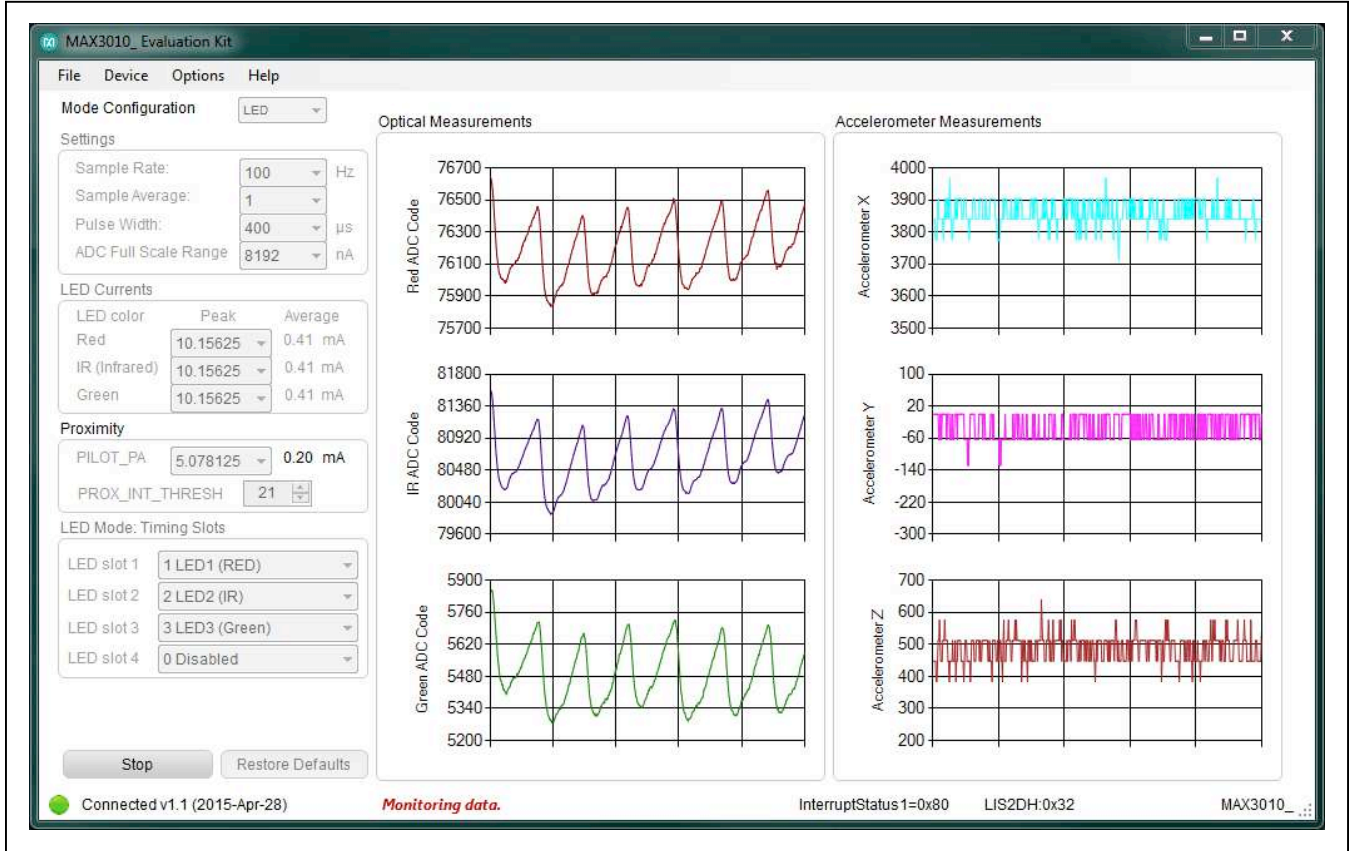 MAX3010_ Evaluation Kit
File Device Options Help
Mode Configuration LED
Settings
Sample Rate: 100 Hz
Sample Average: 1
Pulse Width: 400 µs
ADC Full Scale Range 8192 nA
LED Currents
LED color Peak Average
Red 10.15625 0.41 mA
IR (Infrared) 10.15625 0.41 mA
Green 10.15625 0.41 mA
Proximity
PILOT_PA 5.078125 0.20 mA
PROX_INT_THRESH 21
LED Mode: Timing Slots
LED slot 1 1 LED1 (RED)
LED slot 2 2 LED2 (IR)
LED slot 3 3 LED3 (Green)
LED slot 4 0 Disabled
Stop Restore Defaults
Optical Measurements
Red ADC Code
76700
76500
76300
76100
75900
75700
IR ADC Code
81800
81360
80920
80480
80040
79600
Green ADC Code
5900
5760
5620
5480
5340
5200
Accelerometer Measurements
Accelerometer X
4000
3900
3800
3700
3600
3500
Accelerometer Y
100
20
-60
-140
-220
-300
Accelerometer Z
700
600
500
400
300
200
Connected v1.1 (2015-Apr-28) Monitoring data. InterruptStatus1=0x80 LIS2DH:0x32 MAX3010_